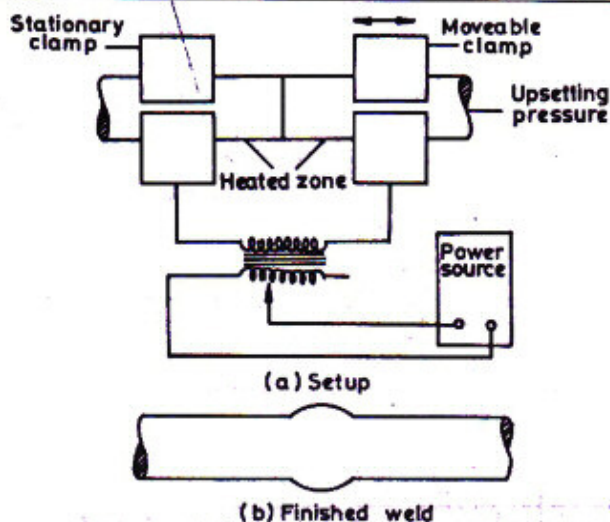 Stationary
clamp
Moveable
clamp
Upsetting
pressure
Heated zone
Power
source
(a) Setup
(b) Finished weld